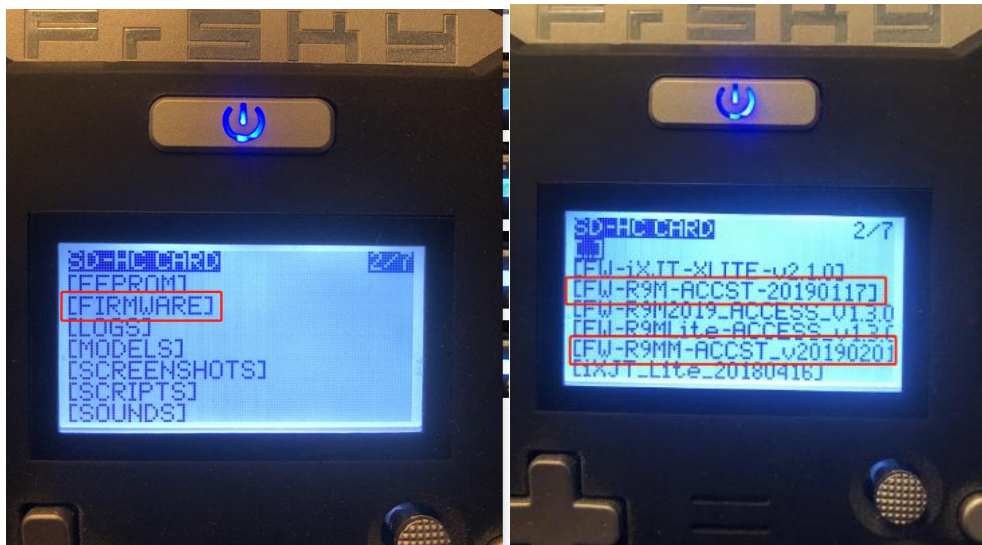 FrSKY
SD-HC CARD 2/7
[EEPROM]
[FIRMWARE]
[LOGS]
[MODELS]
[SCREENSHOTS]
[SCRIPTS]
[SOUNDS]
FrSKY
SD-HC CARD 2/7
[..]
[FW-iXJT-XLITE-v2.1.0]
[FW-R9M-ACCST-20190117]
[FW-R9M2019_ACCESS_v1.3.0
[FW-R9MLite-ACCESS_v1.3.0
[FW-R9MM-ACCST_v20190201
[iXJT_Lite_20180416]